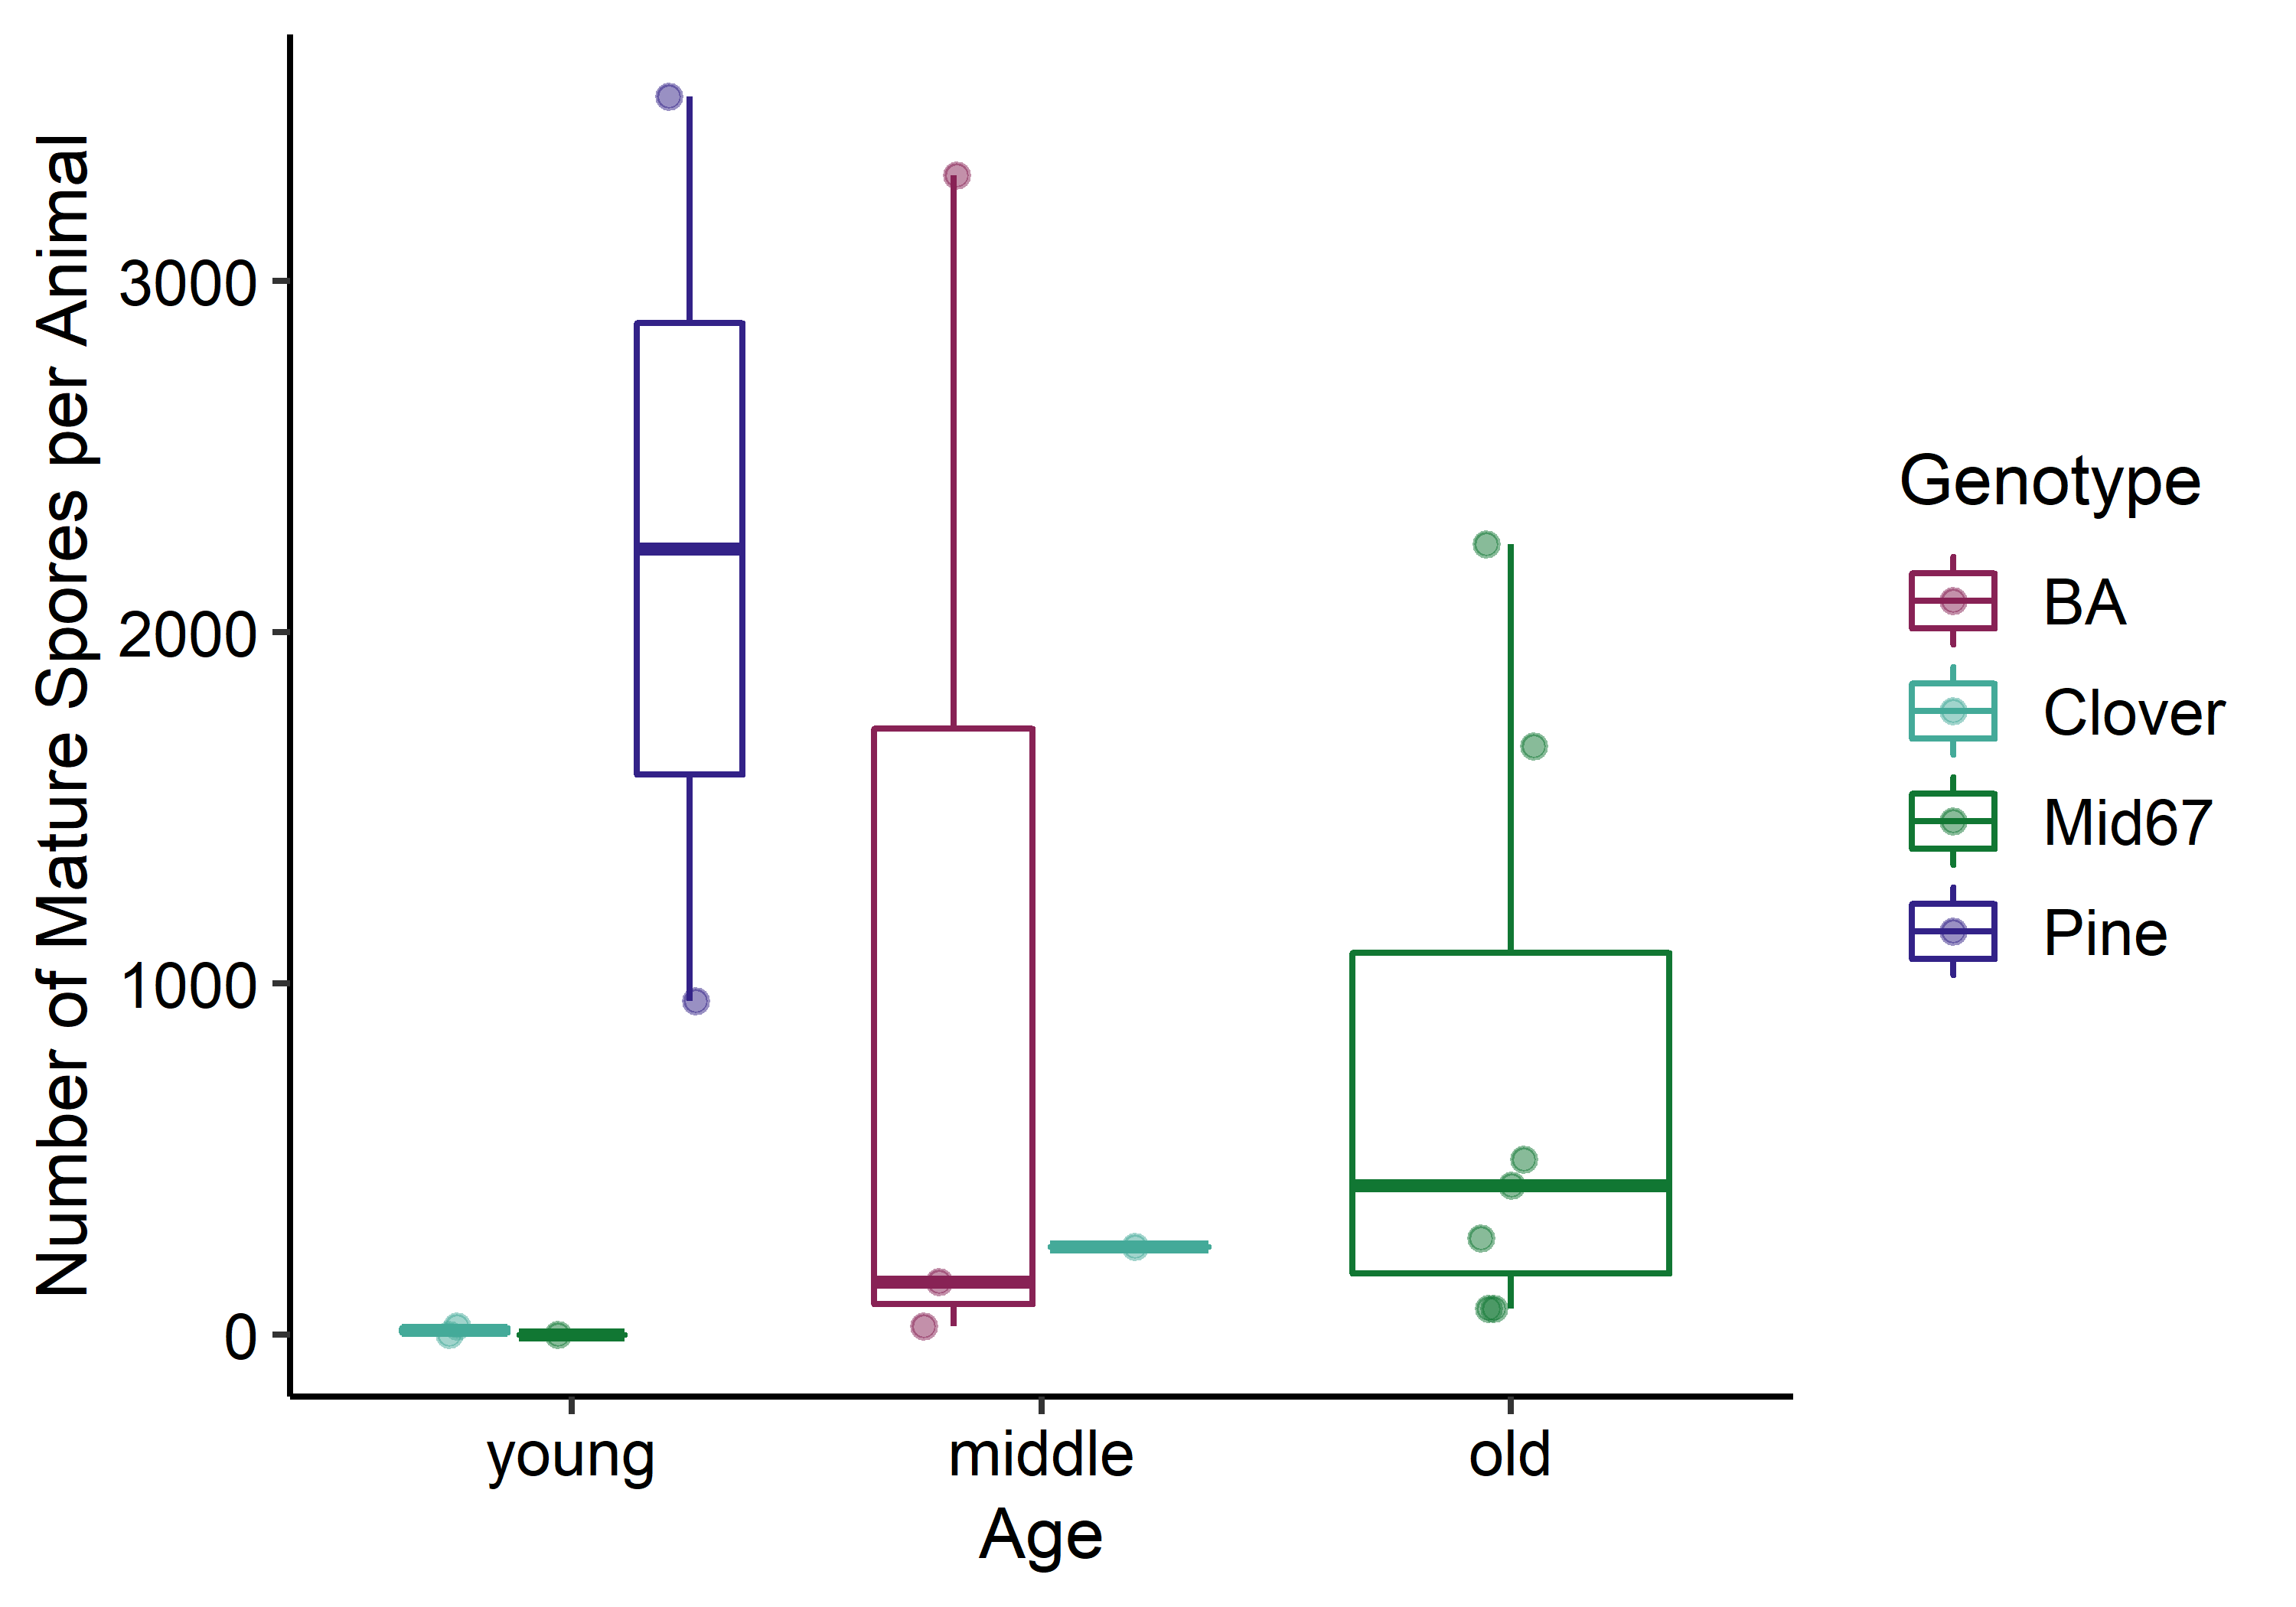 Number of Mature Spores per Animal
3000
2000
1000
0
young
middle
old
Age
Genotype
BA
Clover
Mid67
Pine